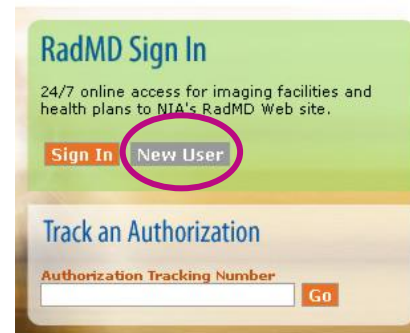 RadMD Sign In
24/7 online access for imaging facilities and
health plans to NIA's RadMD Web site.
Sign In New User
Track an Authorization
Authorization Tracking Number
Go